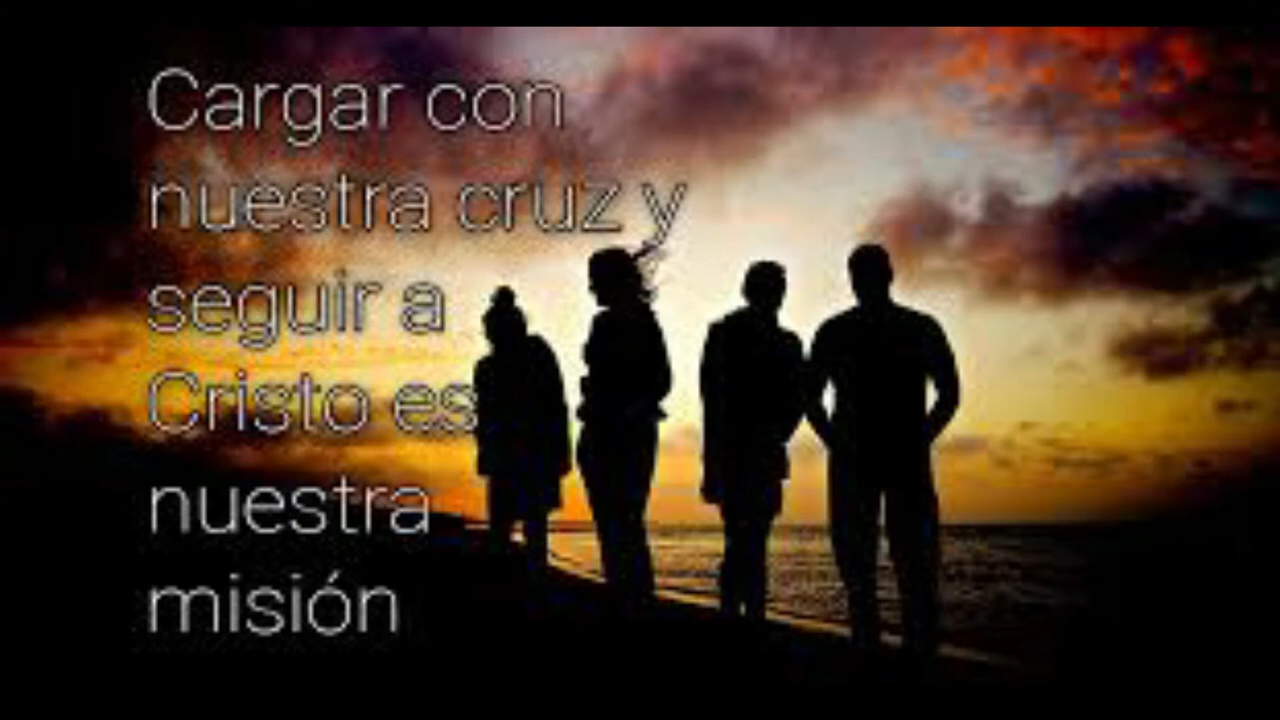 Cargar con
nuestra cruz y
seguir a
Cristo es
nuestra
misión